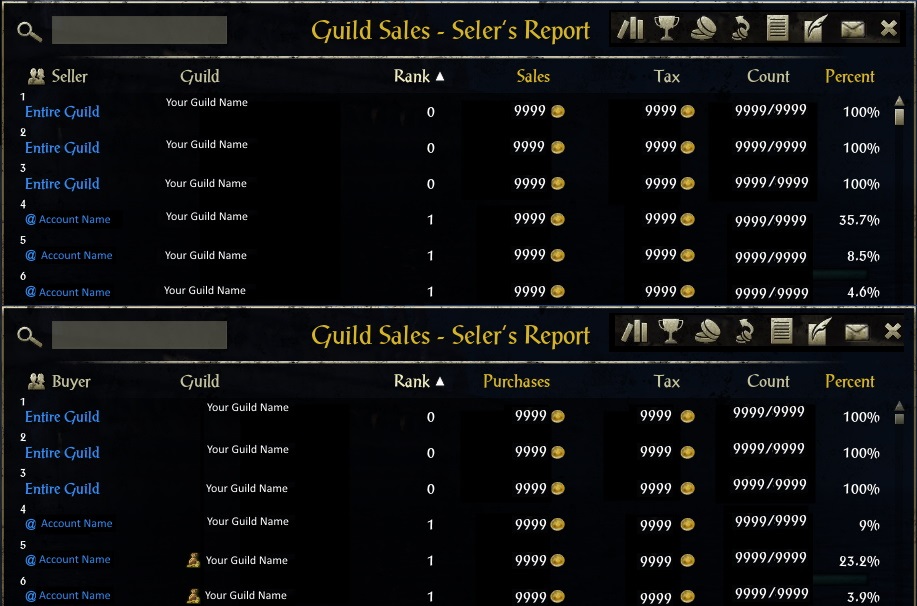 Guild Sales - Seler's Report
Seller Guild Rank ▲ Sales Tax Count Percent
1
Entire Guild Your Guild Name 0 9999 9999 9999/9999 100%
2
Entire Guild Your Guild Name 0 9999 9999 9999/9999 100%
3
Entire Guild Your Guild Name 0 9999 9999 9999/9999 100%
4
@ Account Name Your Guild Name 1 9999 9999 9999/9999 35.7%
5
@ Account Name Your Guild Name 1 9999 9999 9999/9999 8.5%
6
@ Account Name Your Guild Name 1 9999 9999 9999/9999 4.6%
Guild Sales - Seler's Report
Buyer Guild Rank ▲ Purchases Tax Count Percent
1
Entire Guild Your Guild Name 0 9999 9999 9999/9999 100%
2
Entire Guild Your Guild Name 0 9999 9999 9999/9999 100%
3
Entire Guild Your Guild Name 0 9999 9999 9999/9999 100%
4
@ Account Name Your Guild Name 1 9999 9999 9999/9999 9%
5
@ Account Name Your Guild Name 1 9999 9999 9999/9999 23.2%
6
@ Account Name Your Guild Name 1 9999 9999 9999/9999 3.9%